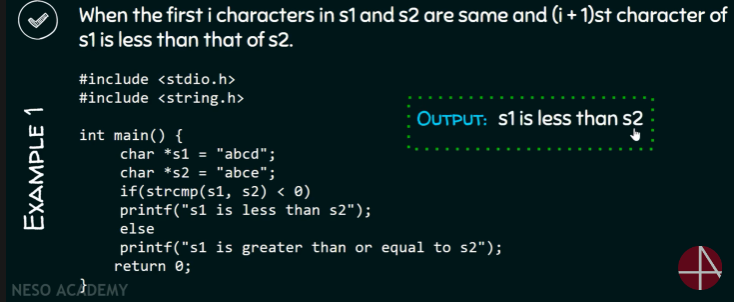 When the first i characters in s1 and s2 are same and (i + 1)st character of
s1 is less than that of s2.
EXAMPLE 1
#include <stdio.h>
#include <string.h>
int main() {
char *s1 = "abcd";
char *s2 = "abce";
if(strcmp(s1, s2) < 0)
printf("s1 is less than s2");
else
printf("s1 is greater than or equal to s2");
return 0;
}
OUTPUT: s1 is less than s2
NESO ACADEMY